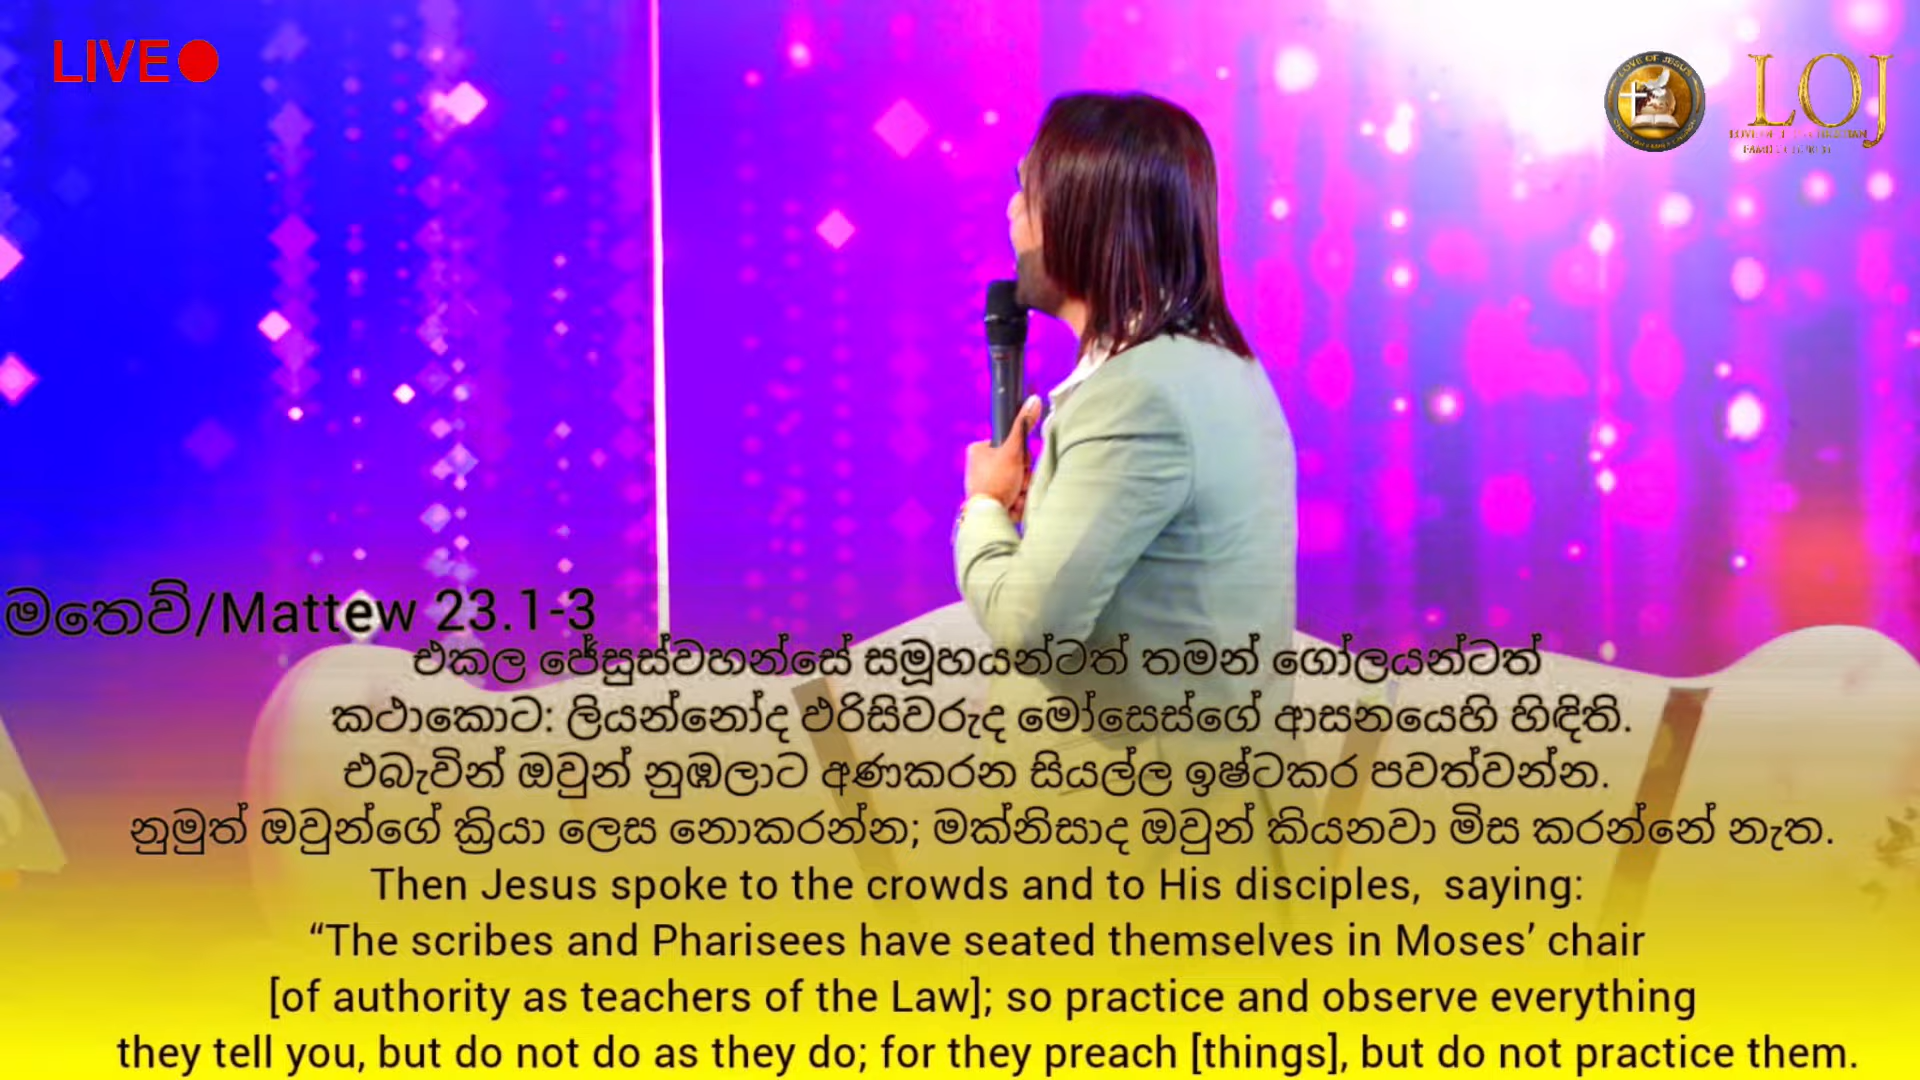 LIVE
LOVE OF JESUS
LOJ
මතෙව්/Mattew 23.1-3
එකල ජේසුස්වහන්සේ සමූහයන්ටත් තමන් ගෝලයන්ටත්
කථාකොට: ලියන්නෝද ඵරිසිවරුද මෝසෙස්ගේ ආසනයෙහි හිඳිති.
එබැවින් ඔවුන් නුඹලාට අණකරන සියල්ල ඉෂ්ටකර පවත්වන්න.
නුමුත් ඔවුන්ගේ ක්‍රියා ලෙස නොකරන්න; මක්නිසාද ඔවුන් කියනවා මිස කරන්නේ නැත.
Then Jesus spoke to the crowds and to His disciples, saying:
“The scribes and Pharisees have seated themselves in Moses’ chair
[of authority as teachers of the Law]; so practice and observe everything
they tell you, but do not do as they do; for they preach [things], but do not practice them.